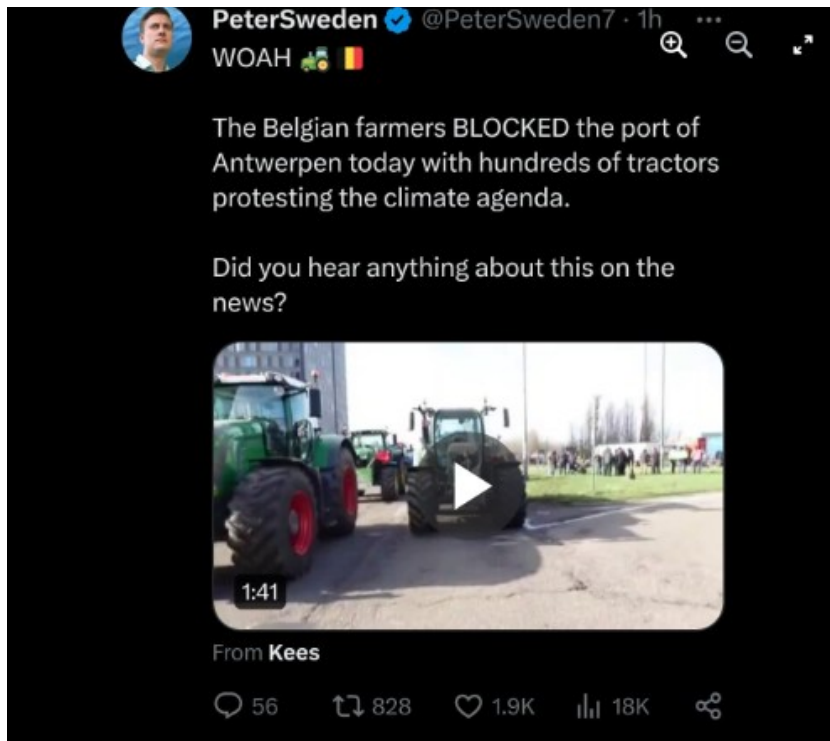 PeterSweden @PeterSweden7 · 1h ...
WOAH 🚜 🇧🇪
The Belgian farmers BLOCKED the port of
Antwerpen today with hundreds of tractors
protesting the climate agenda.
Did you hear anything about this on the
news?
1:41
From Kees
56 828 1.9K 18K